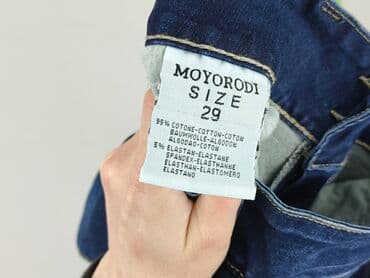 MOYORODI
SIZE
29
95% COTONE-COTTON-COTON
BAUMWOLLE-ALGODON
ALGODAO-COTON
5% ELASTAN-ELASTANE
SPANDEX-ELASTHANNE
ELASTHAN-ELASTOMERO
ELASTANO